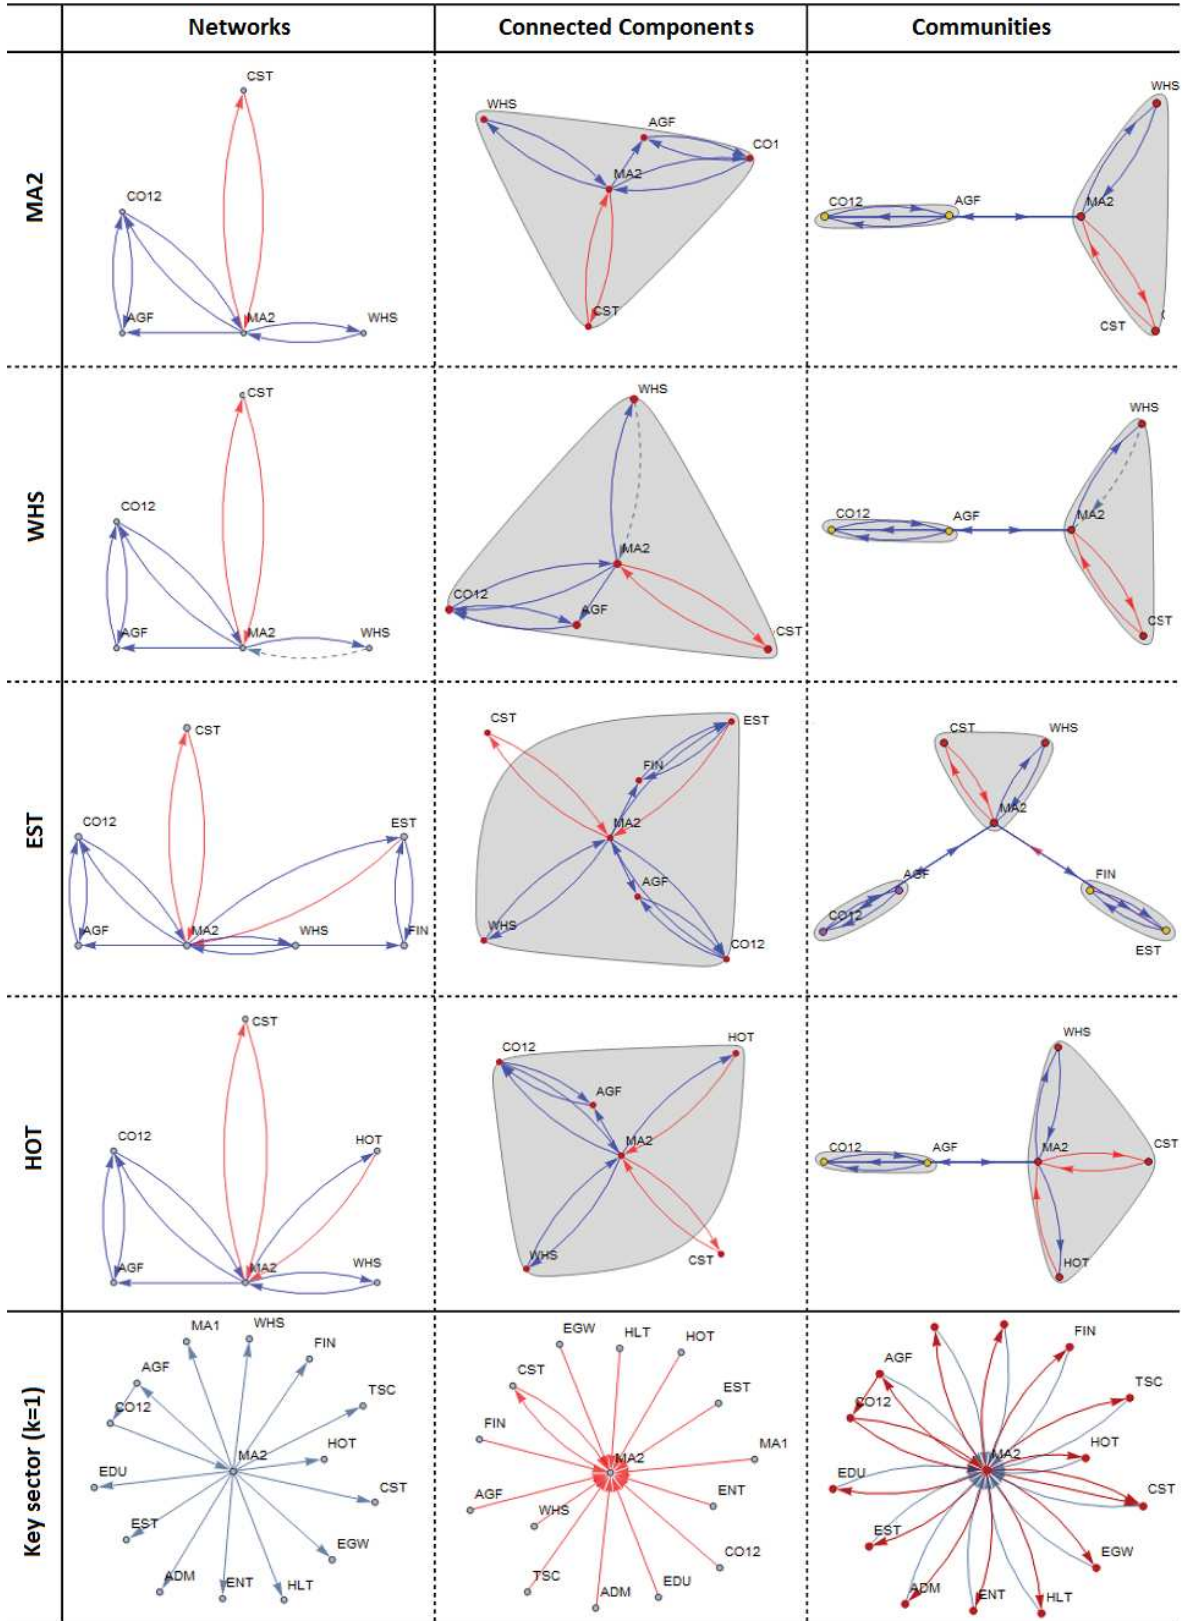 Networks
Connected Components
Communities
MA2
CST
CO12
AGF
MA2
WHS
WHS
AGF
CO1
MA2
CST
WHS
CO12
AGF
MA2
CST
WHS
CST
CO12
AGF
MA2
WHS
WHS
MA2
CO12
AGF
CST
WHS
CO12
AGF
MA2
CST
EST
CST
CO12
EST
AGF
MA2
WHS
FIN
CST
EST
FIN
MA2
AGF
WHS
CO12
CST
WHS
MA2
AGF
FIN
CO12
EST
HOT
CST
CO12
HOT
AGF
MA2
WHS
CO12
HOT
AGF
MA2
WHS
CST
WHS
CO12
AGF
MA2
CST
HOT
Key sector (k=1)
MA1
WHS
FIN
AGF
TSC
CO12
HOT
MA2
EDU
CST
EST
EGW
ADM
ENT
HLT
EGW
HLT
HOT
CST
EST
FIN
MA2
MA1
AGF
WHS
ENT
CO12
TSC
EDU
ADM
FIN
AGF
TSC
CO12
HOT
MA2
EDU
CST
EST
EGW
ADM
ENT
HLT